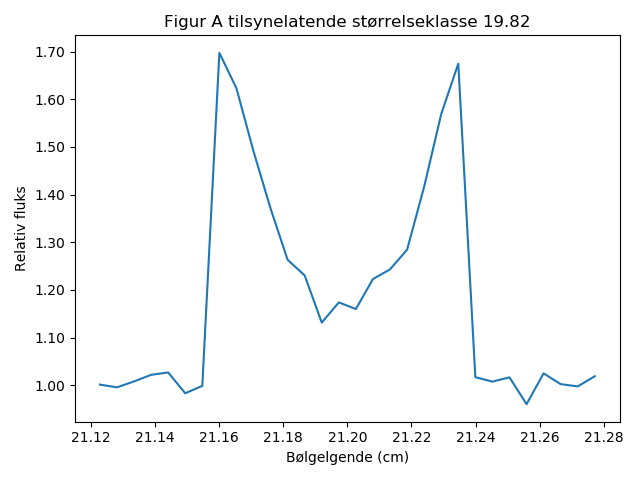 Figur A tilsynelatende størrelseklasse 19.82
1.70
1.60
1.50
1.40
1.30
1.20
1.10
1.00
Relativ fluks
21.12 21.14 21.16 21.18 21.20 21.22 21.24 21.26 21.28
Bølgelgende (cm)